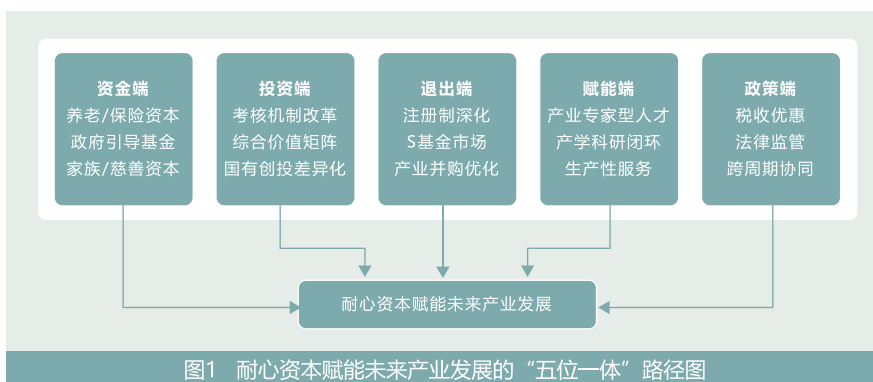 资金端
养老/保险资本
政府引导基金
家族/慈善资本
投资端
考核机制改革
综合价值矩阵
国有创投差异化
退出端
注册制深化
S基金市场
产业并购优化
赋能端
产业专家型人才
产学科研闭环
生产性服务
政策端
税收优惠
法律监管
跨周期协同
耐心资本赋能未来产业发展
图1 耐心资本赋能未来产业发展的“五位一体”路径图